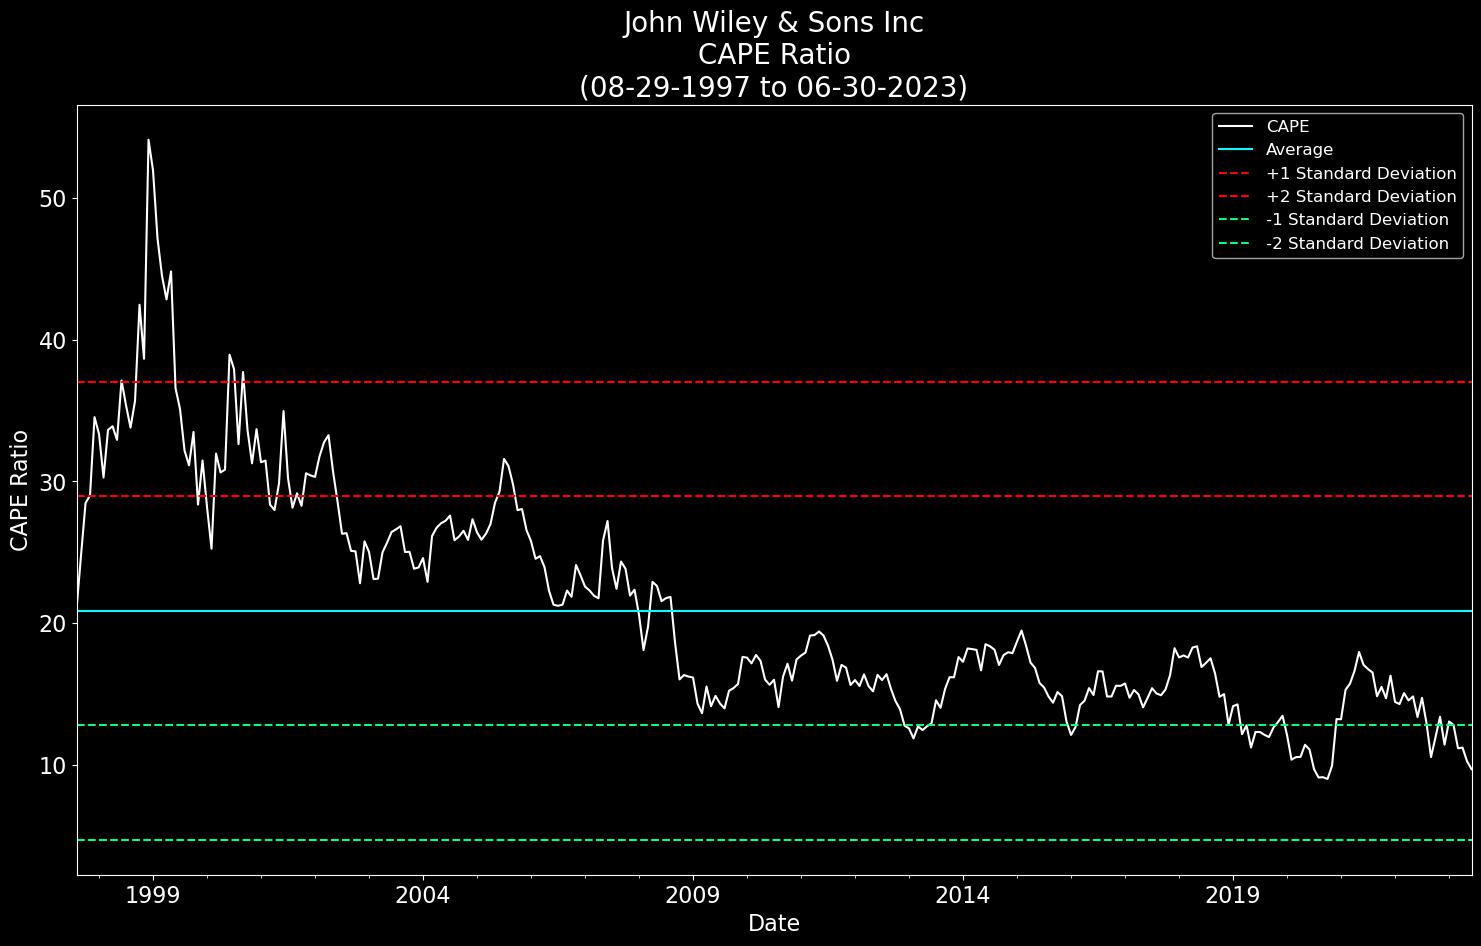 John Wiley & Sons Inc
CAPE Ratio
(08-29-1997 to 06-30-2023)
CAPE
Average
+1 Standard Deviation
+2 Standard Deviation
-1 Standard Deviation
-2 Standard Deviation
50
40
30
20
10
CAPE Ratio
1999
2004
2009
2014
2019
Date